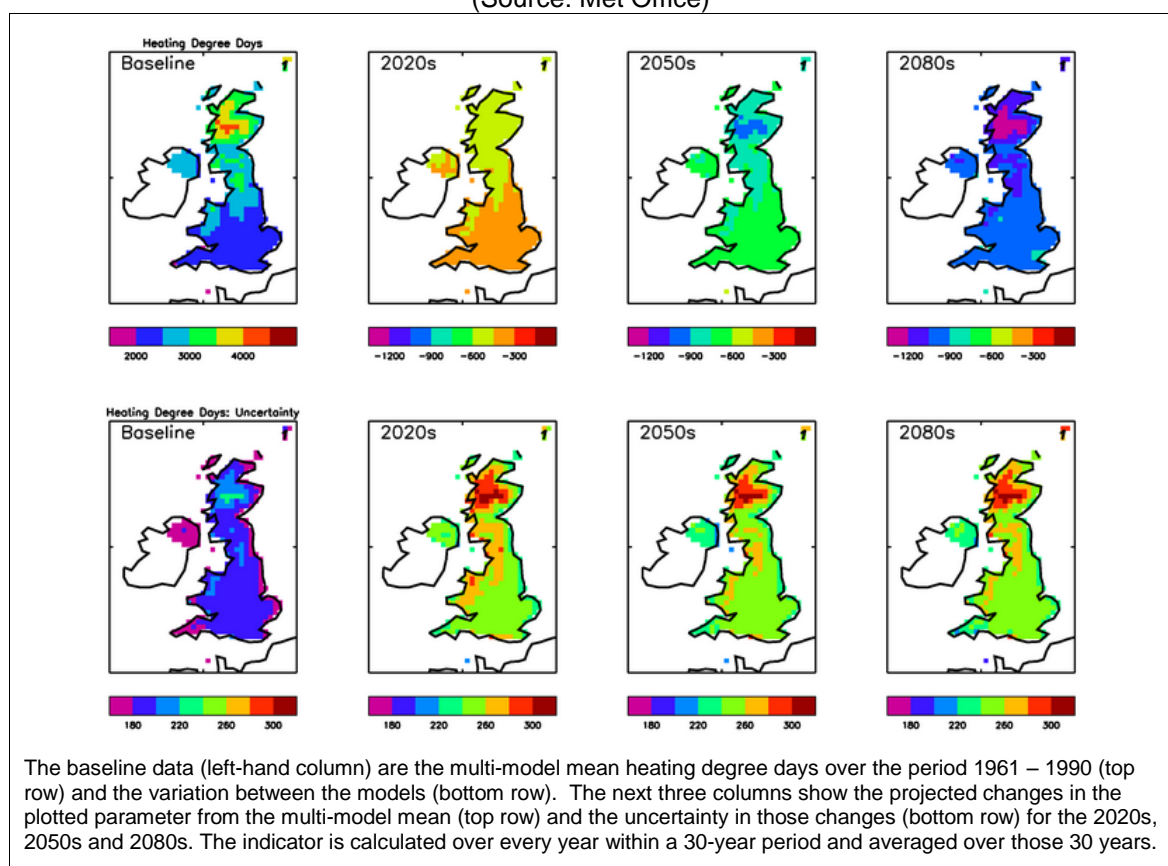 (Source: Met Office)
Heating Degree Days
Baseline
2020s
2050s
2080s
2000 3000 4000
−1200 −900 −600 −300
−1200 −900 −600 −300
−1200 −900 −600 −300
Heating Degree Days: Uncertainty
Baseline
2020s
2050s
2080s
180 220 260 300
180 220 260 300
180 220 260 300
180 220 260 300
The baseline data (left-hand column) are the multi-model mean heating degree days over the period 1961 – 1990 (top
row) and the variation between the models (bottom row). The next three columns show the projected changes in the
plotted parameter from the multi-model mean (top row) and the uncertainty in those changes (bottom row) for the 2020s,
2050s and 2080s. The indicator is calculated over every year within a 30-year period and averaged over those 30 years.